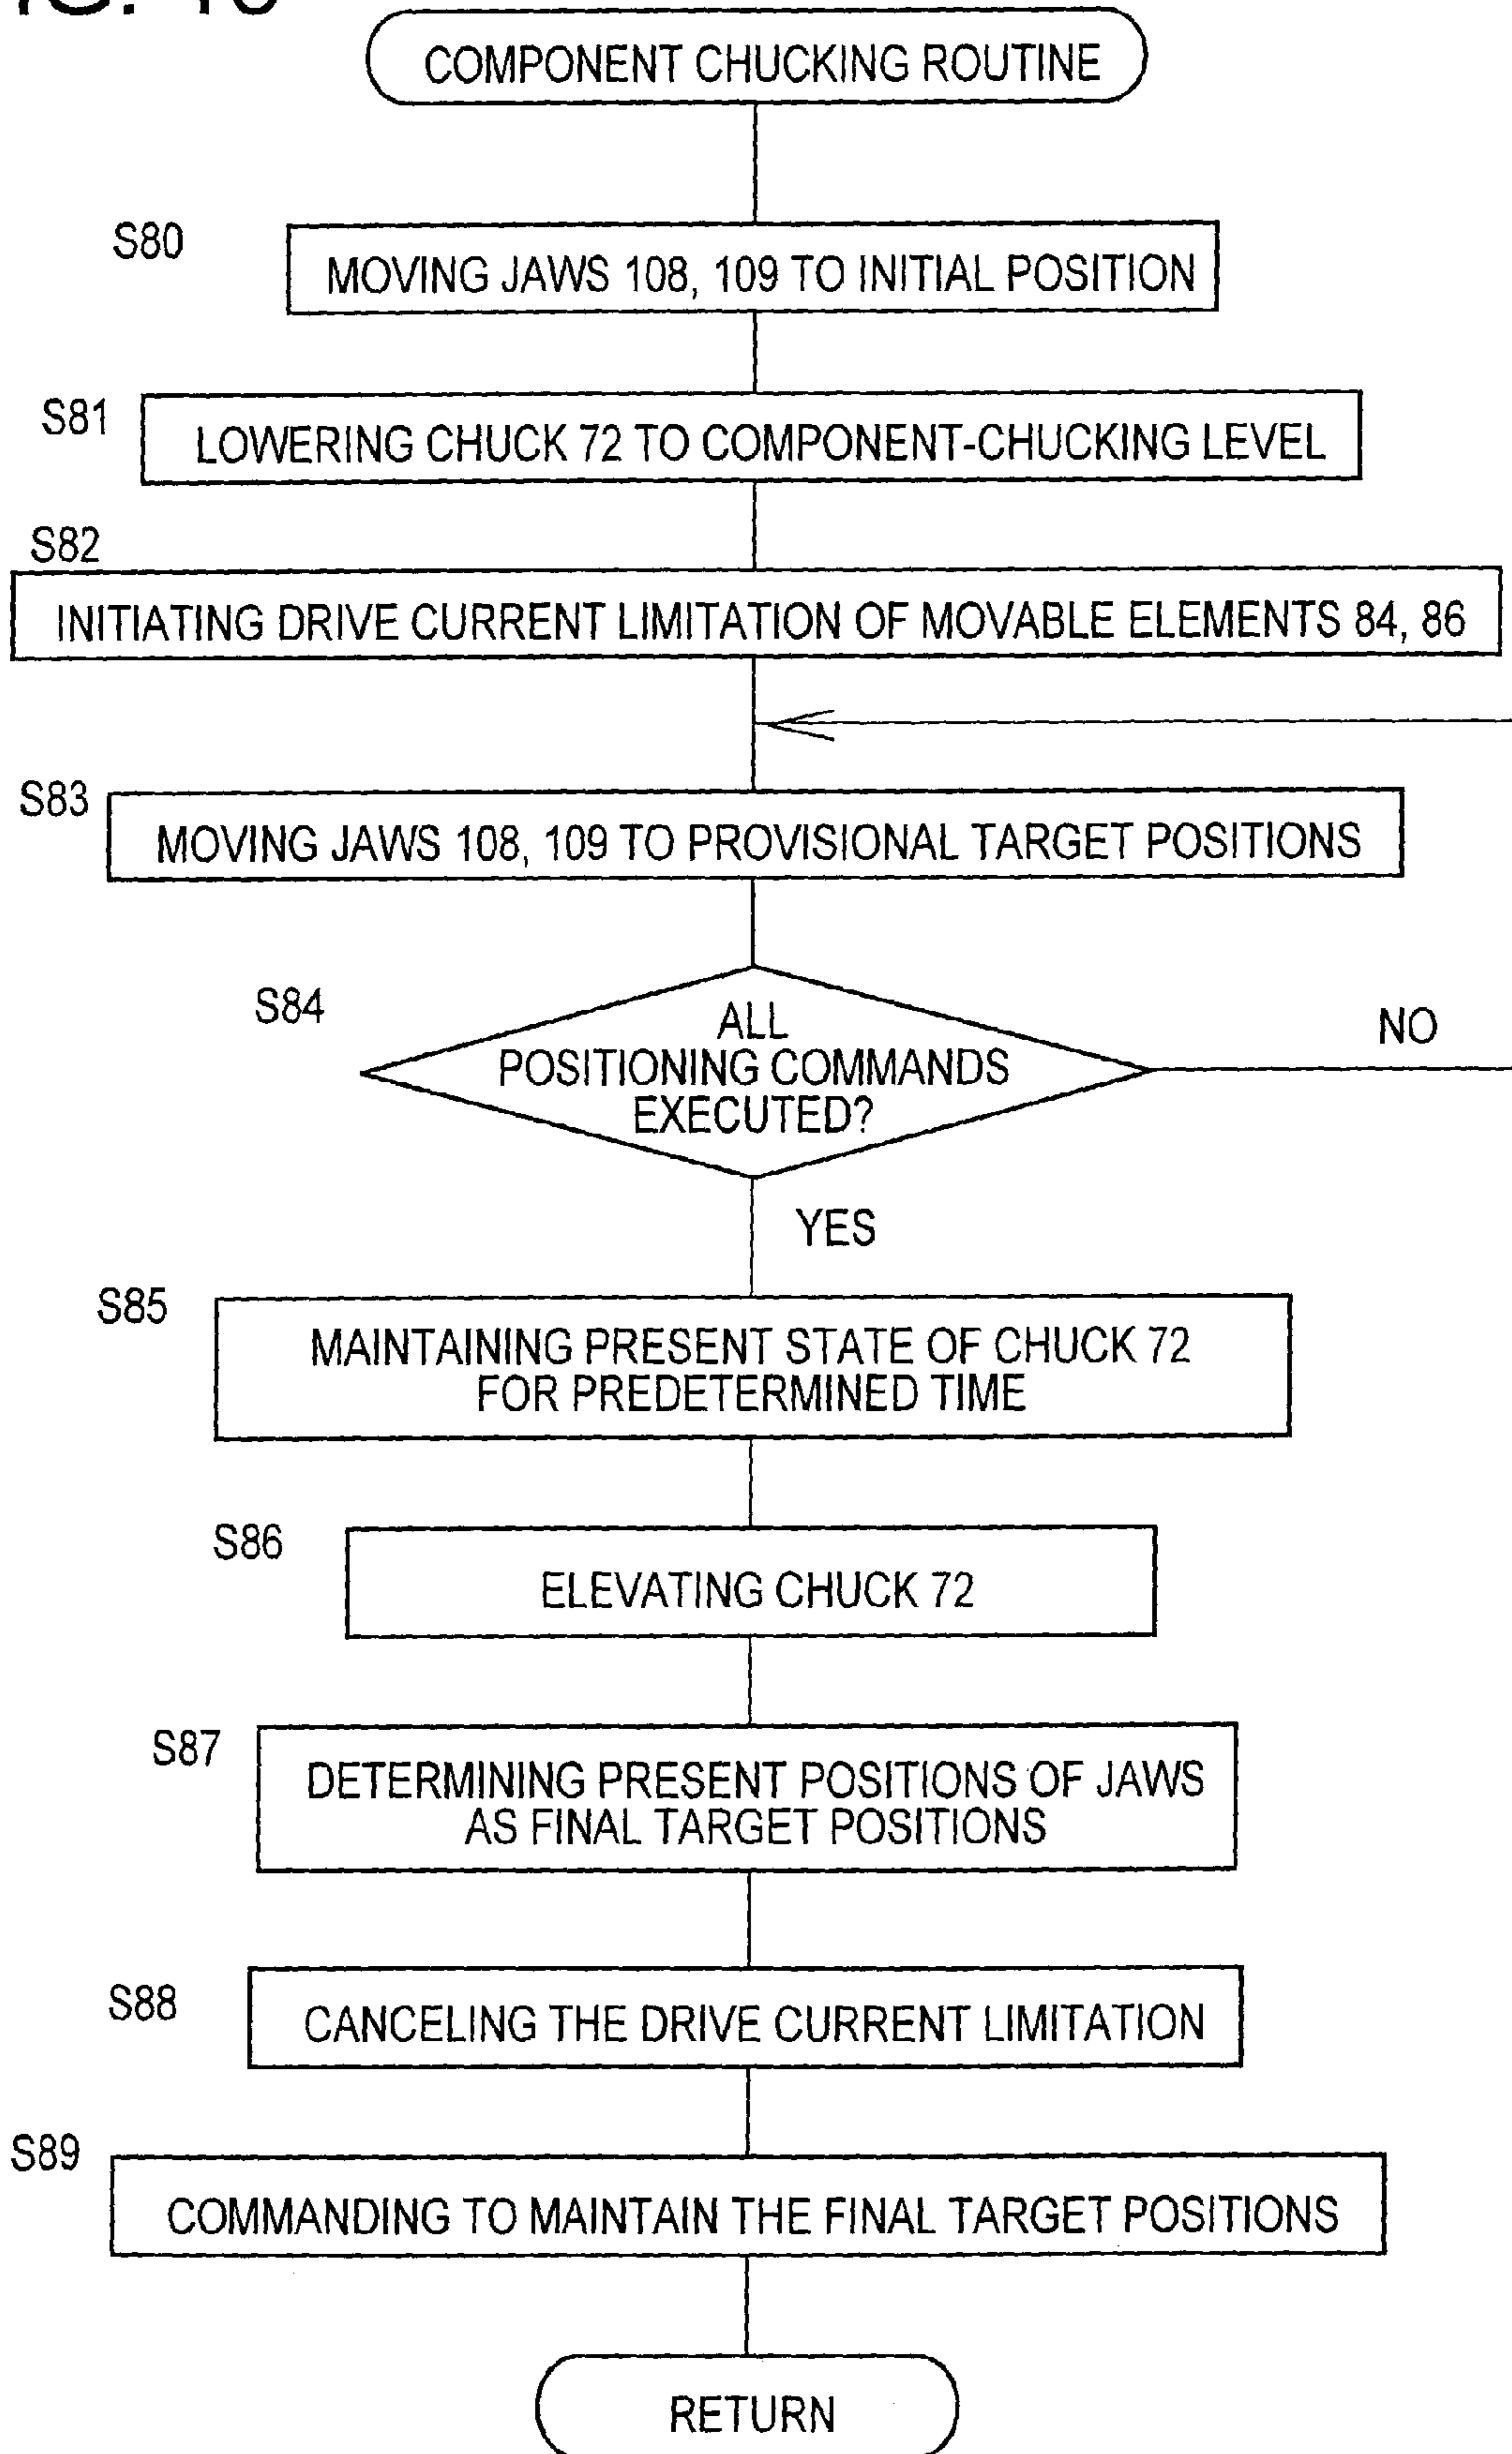 COMPONENT CHUCKING ROUTINE
S80
MOVING JAWS 108, 109 TO INITIAL POSITION
S81
LOWERING CHUCK 72 TO COMPONENT-CHUCKING LEVEL
S82
INITIATING DRIVE CURRENT LIMITATION OF MOVABLE ELEMENTS 84, 86
S83
MOVING JAWS 108, 109 TO PROVISIONAL TARGET POSITIONS
S84
ALL
POSITIONING COMMANDS
EXECUTED?
NO
YES
S85
MAINTAINING PRESENT STATE OF CHUCK 72
FOR PREDETERMINED TIME
S86
ELEVATING CHUCK 72
S87
DETERMINING PRESENT POSITIONS OF JAWS
AS FINAL TARGET POSITIONS
S88
CANCELING THE DRIVE CURRENT LIMITATION
S89
COMMANDING TO MAINTAIN THE FINAL TARGET POSITIONS
RETURN